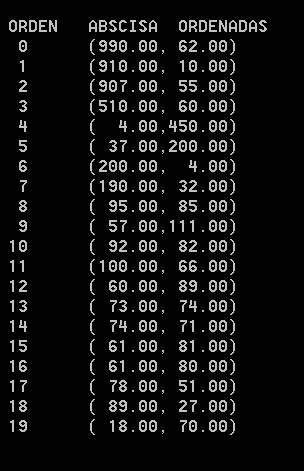 ORDEN   ABSCISA  ORDENADAS
 0      (990.00, 62.00)
 1      (910.00, 10.00)
 2      (907.00, 55.00)
 3      (510.00, 60.00)
 4      (  4.00,450.00)
 5      ( 37.00,200.00)
 6      (200.00,  4.00)
 7      (190.00, 32.00)
 8      ( 95.00, 85.00)
 9      ( 57.00,111.00)
10      ( 92.00, 82.00)
11      (100.00, 66.00)
12      ( 60.00, 89.00)
13      ( 73.00, 74.00)
14      ( 74.00, 71.00)
15      ( 61.00, 81.00)
16      ( 61.00, 80.00)
17      ( 78.00, 51.00)
18      ( 89.00, 27.00)
19      ( 18.00, 70.00)